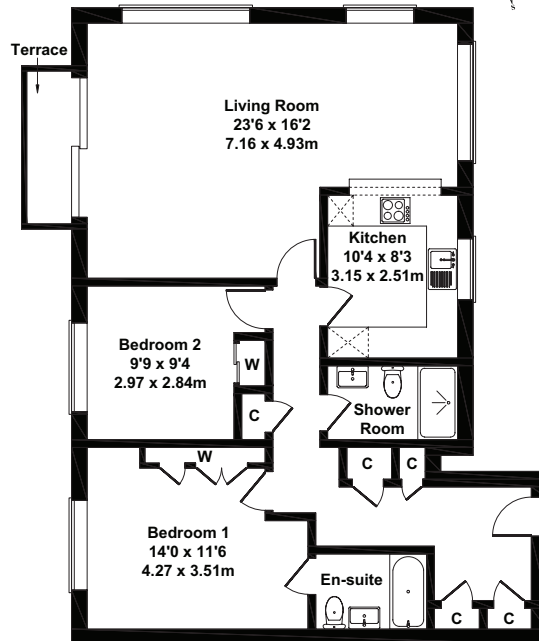 s
Terrace
Living Room
23'6 x 16'2
7.16 x 4.93m
Kitchen
10'4 x 8'3
3.15 x 2.51m
Bedroom 2
9'9 x 9'4
2.97 x 2.84m
W
C
Shower
Room
W
C
C
Bedroom 1
14'0 x 11'6
4.27 x 3.51m
En-suite
C
C